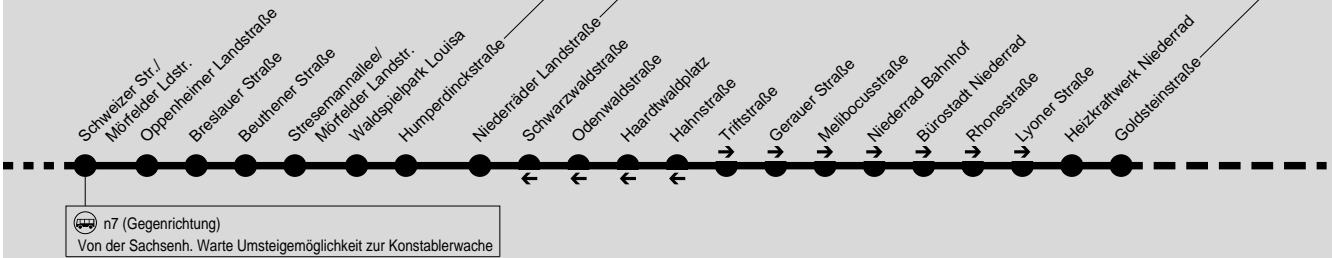 Schweizer Str./
Mörfelder Ldstr.
Oppenheimer Landstraße
Breslauer Straße
Beuthener Straße
Stresemannallee/
Mörfelder Landstr.
Waldspielpark Louisa
Humperdinckstraße
Niederräder Landstraße
Schwarzwaldstraße
Odenwaldstraße
Haardtwaldplatz
Hahnstraße
Triftstraße
Gerauer Straße
Melibocusstraße
Niederrad Bahnhof
Bürostadt Niederrad
Rhonestraße
Lyoner Straße
Heizkraftwerk Niederrad
Goldsteinstraße
n7 (Gegenrichtung)
Von der Sachsenh. Warte Umsteigemöglichkeit zur Konstablerwache